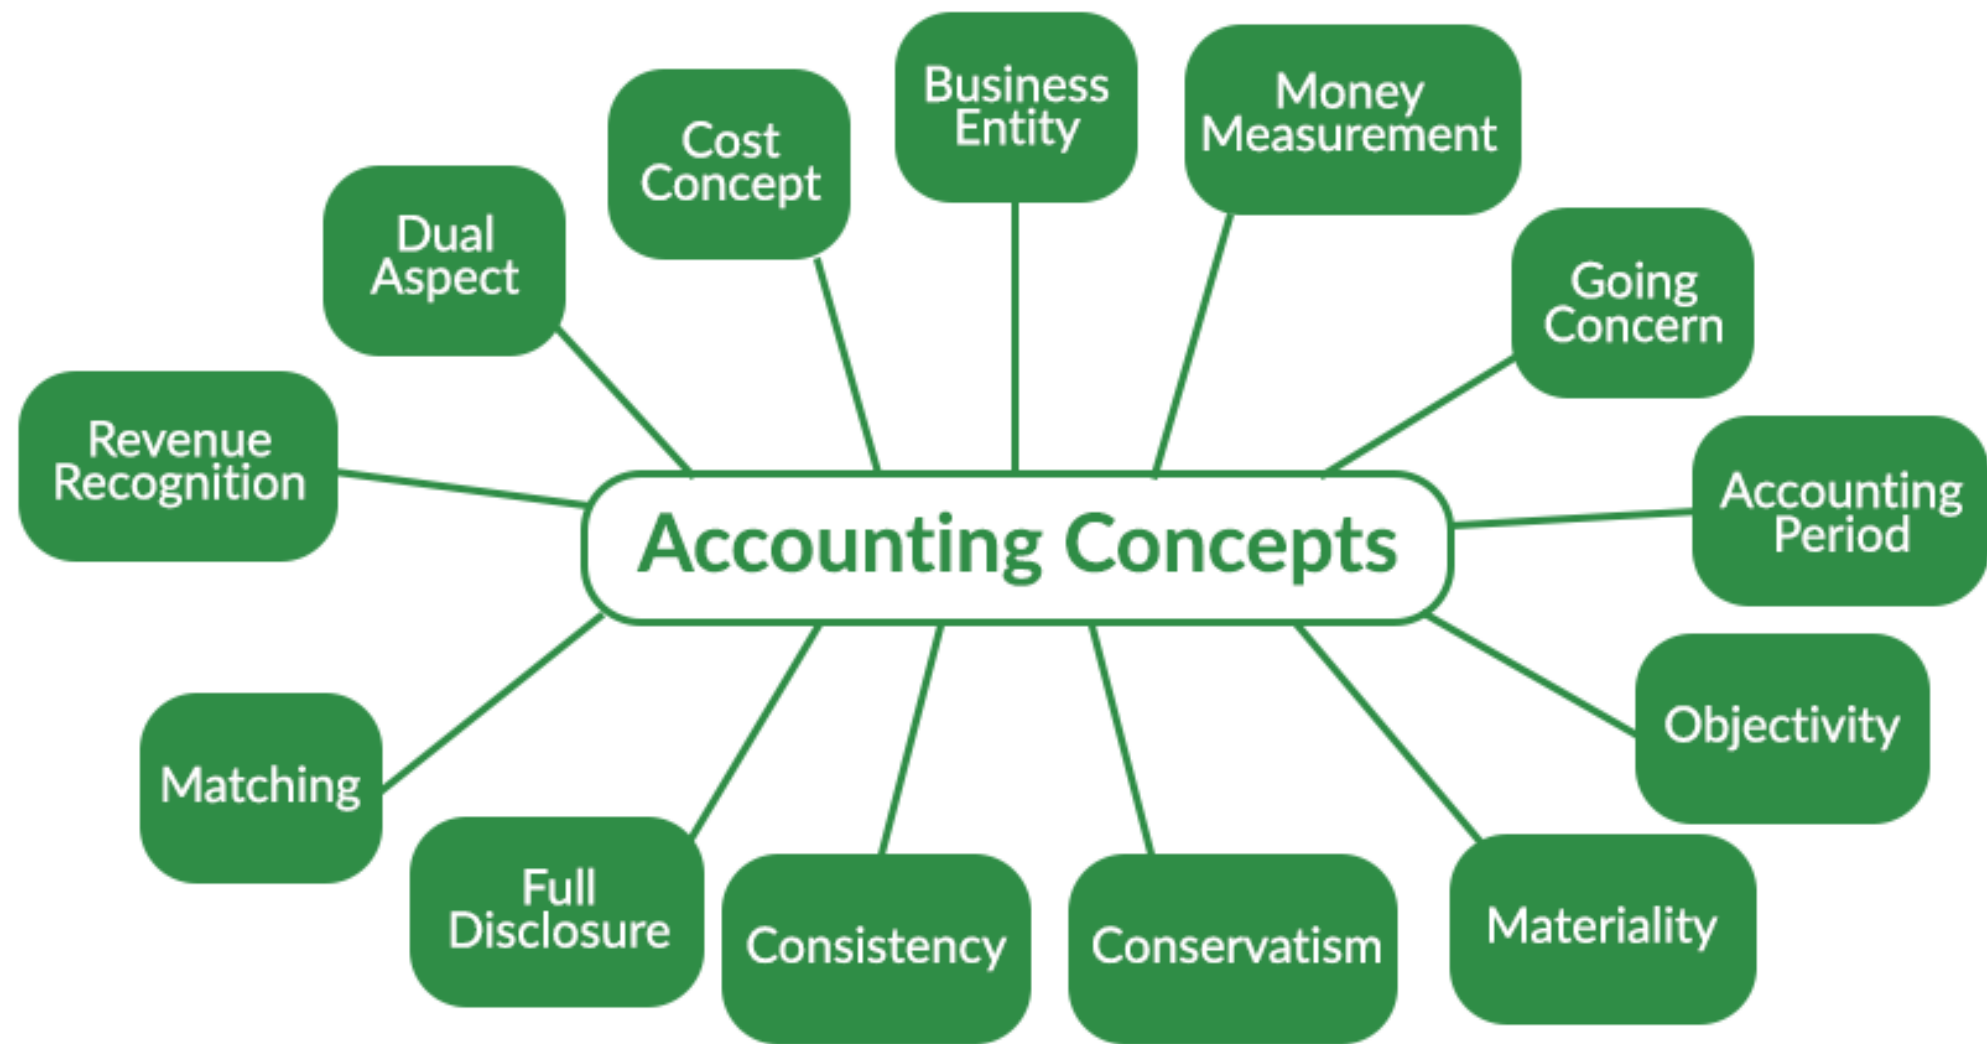 Business
Entity
Money
Measurement
Cost
Concept
Dual
Aspect
Going
Concern
Revenue
Recognition
Accounting
Period
Accounting Concepts
Objectivity
Matching
Full
Disclosure
Consistency
Conservatism
Materiality